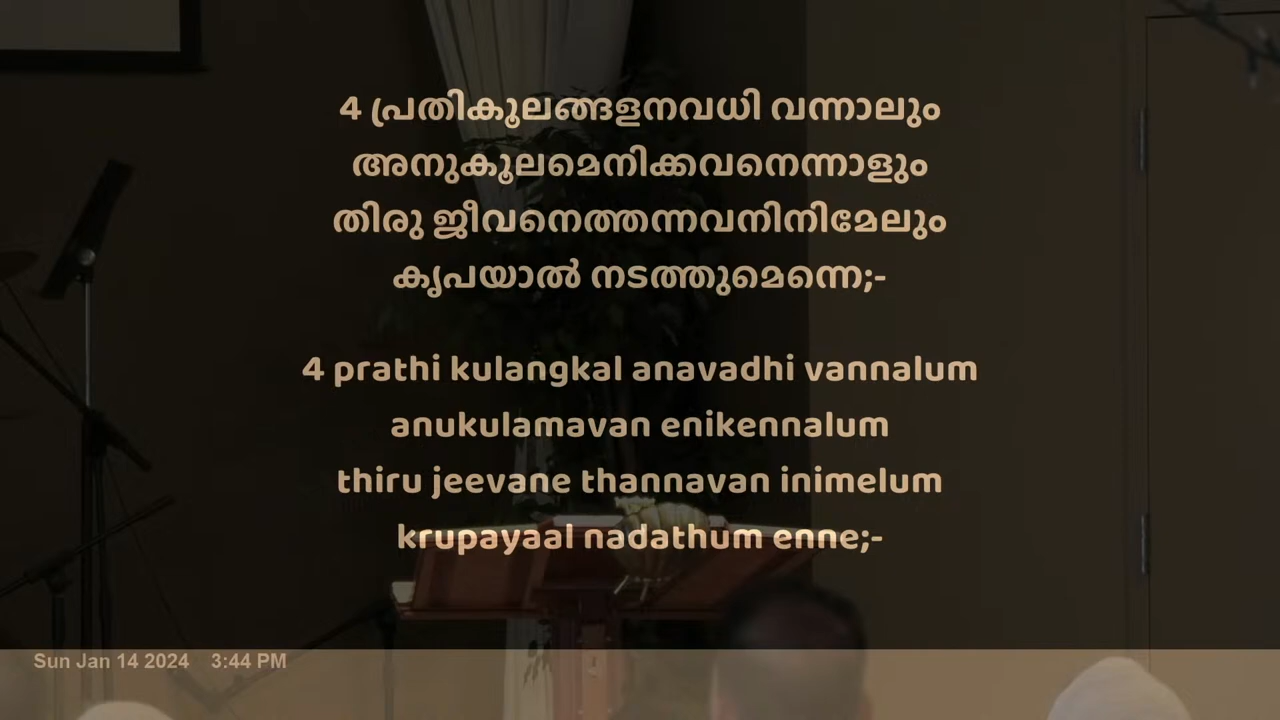 4 പ്രതികൂലങ്ങളനവധി വന്നാലും
അനുകൂലമെനിക്കവനെന്നാളും
തിരു ജീവനെത്തന്നവനിനിമേലും
കൃപയാൽ നടത്തുമെന്നെ;-
4 prathi kulangkal anavadhi vannalum
anukulamavan enikennalum
thiru jeevane thannavan inimelum
krupayaal nadathum enne;-
Sun Jan 14 2024 3:44 PM